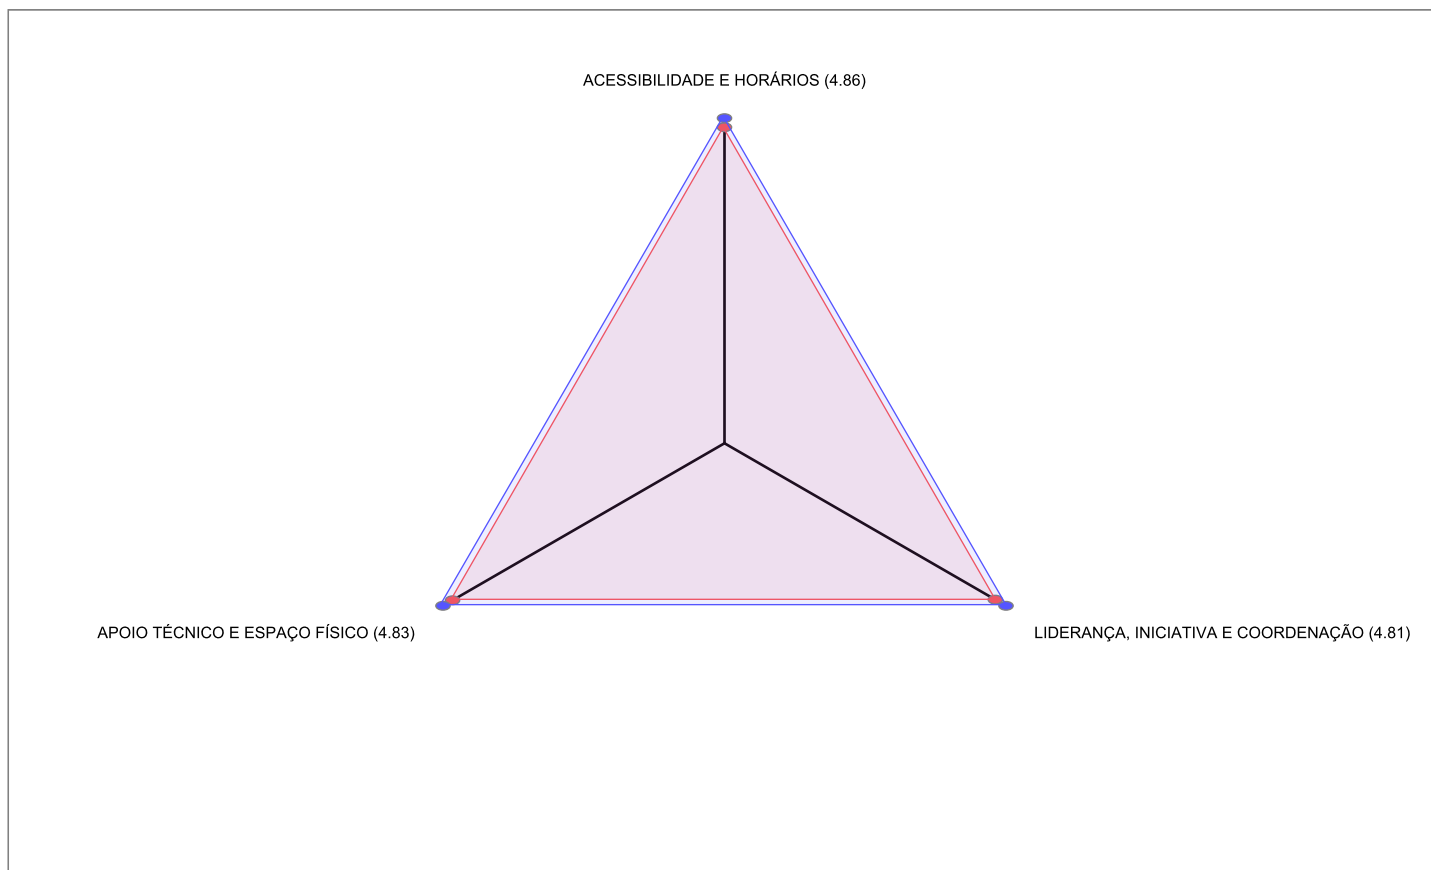 ACESSIBILIDADE E HORÁRIOS (4.86)
APOIO TÉCNICO E ESPAÇO FÍSICO (4.83)
LIDERANÇA, INICIATIVA E COORDENAÇÃO (4.81)